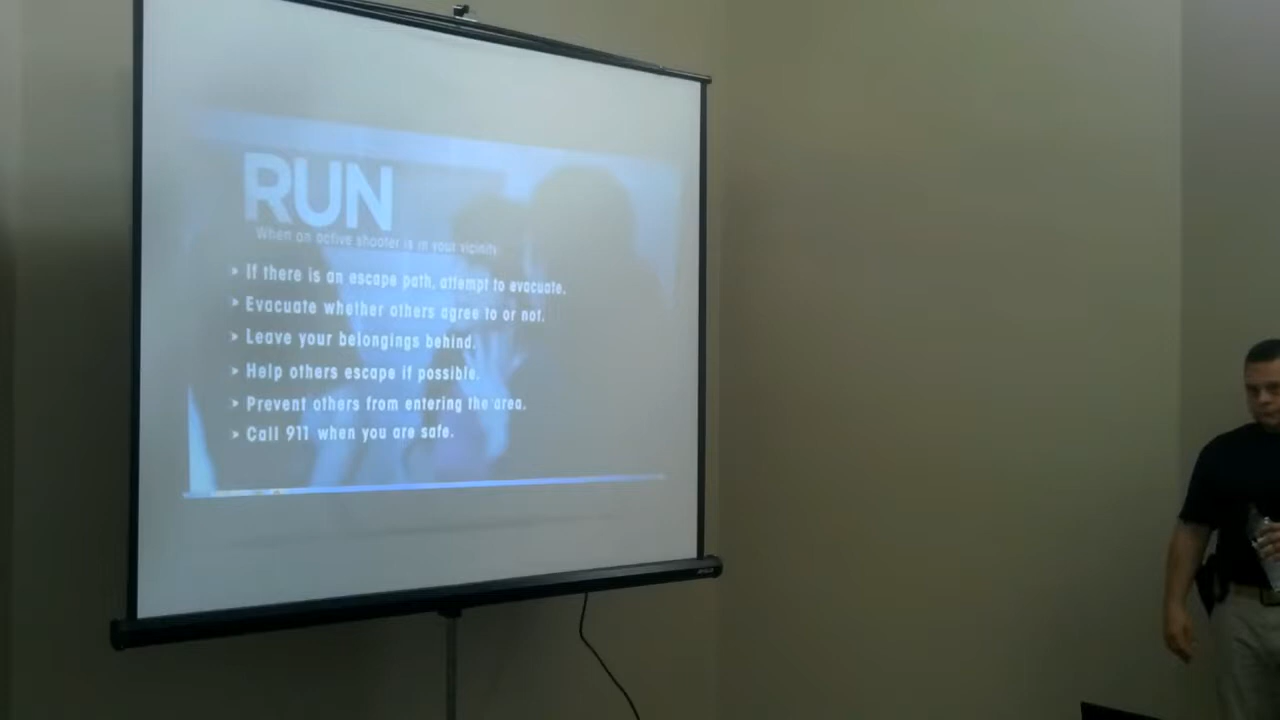 RUN
When an active shooter is in your vicinity
➤ If there is an escape path, attempt to evacuate.
➤ Evacuate whether others agree to or not.
➤ Leave your belongings behind.
➤ Help others escape if possible.
➤ Prevent others from entering the area.
➤ Call 911 when you are safe.